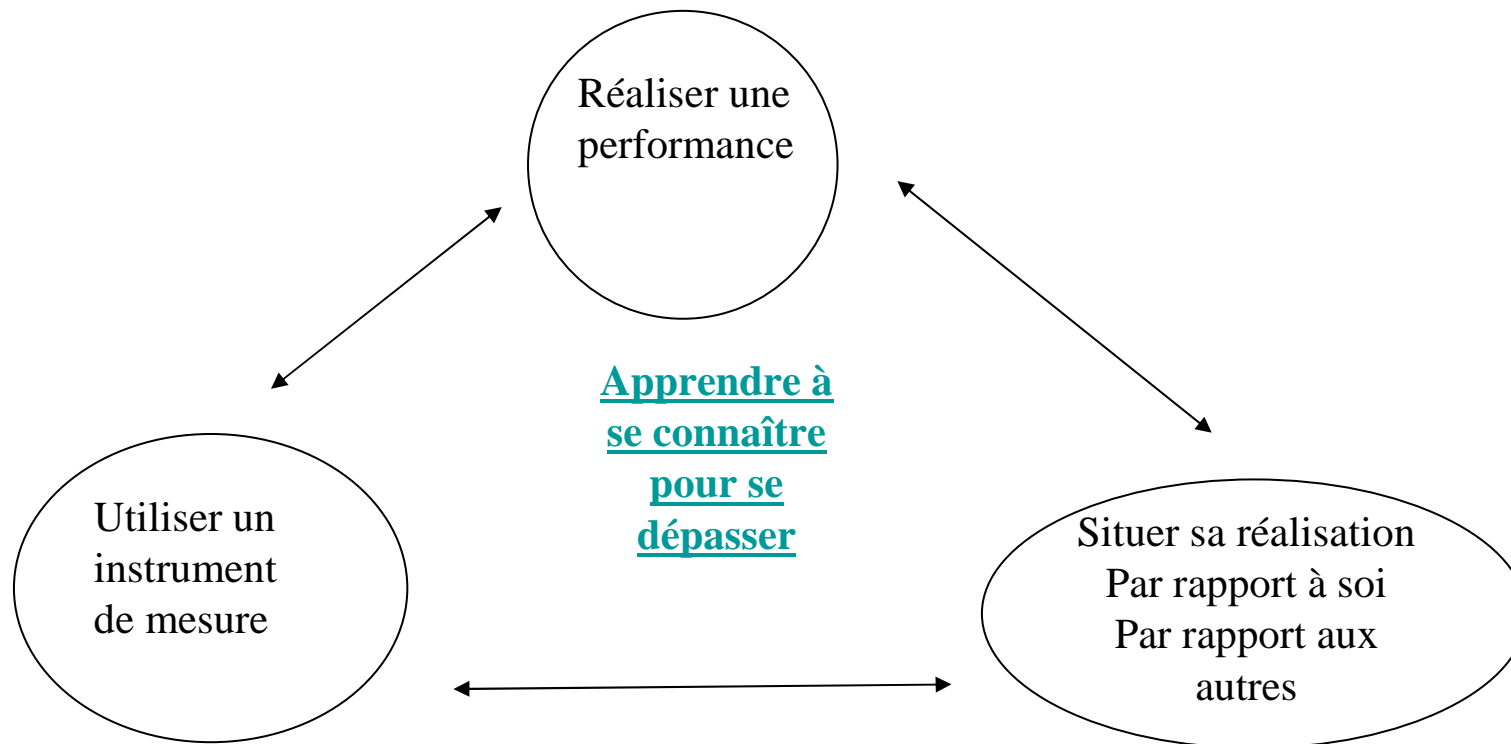 Réaliser une
performance
Apprendre à
se connaître
pour se
dépasser
Utiliser un
instrument
de mesure
Situer sa réalisation
Par rapport à soi
Par rapport aux
autres